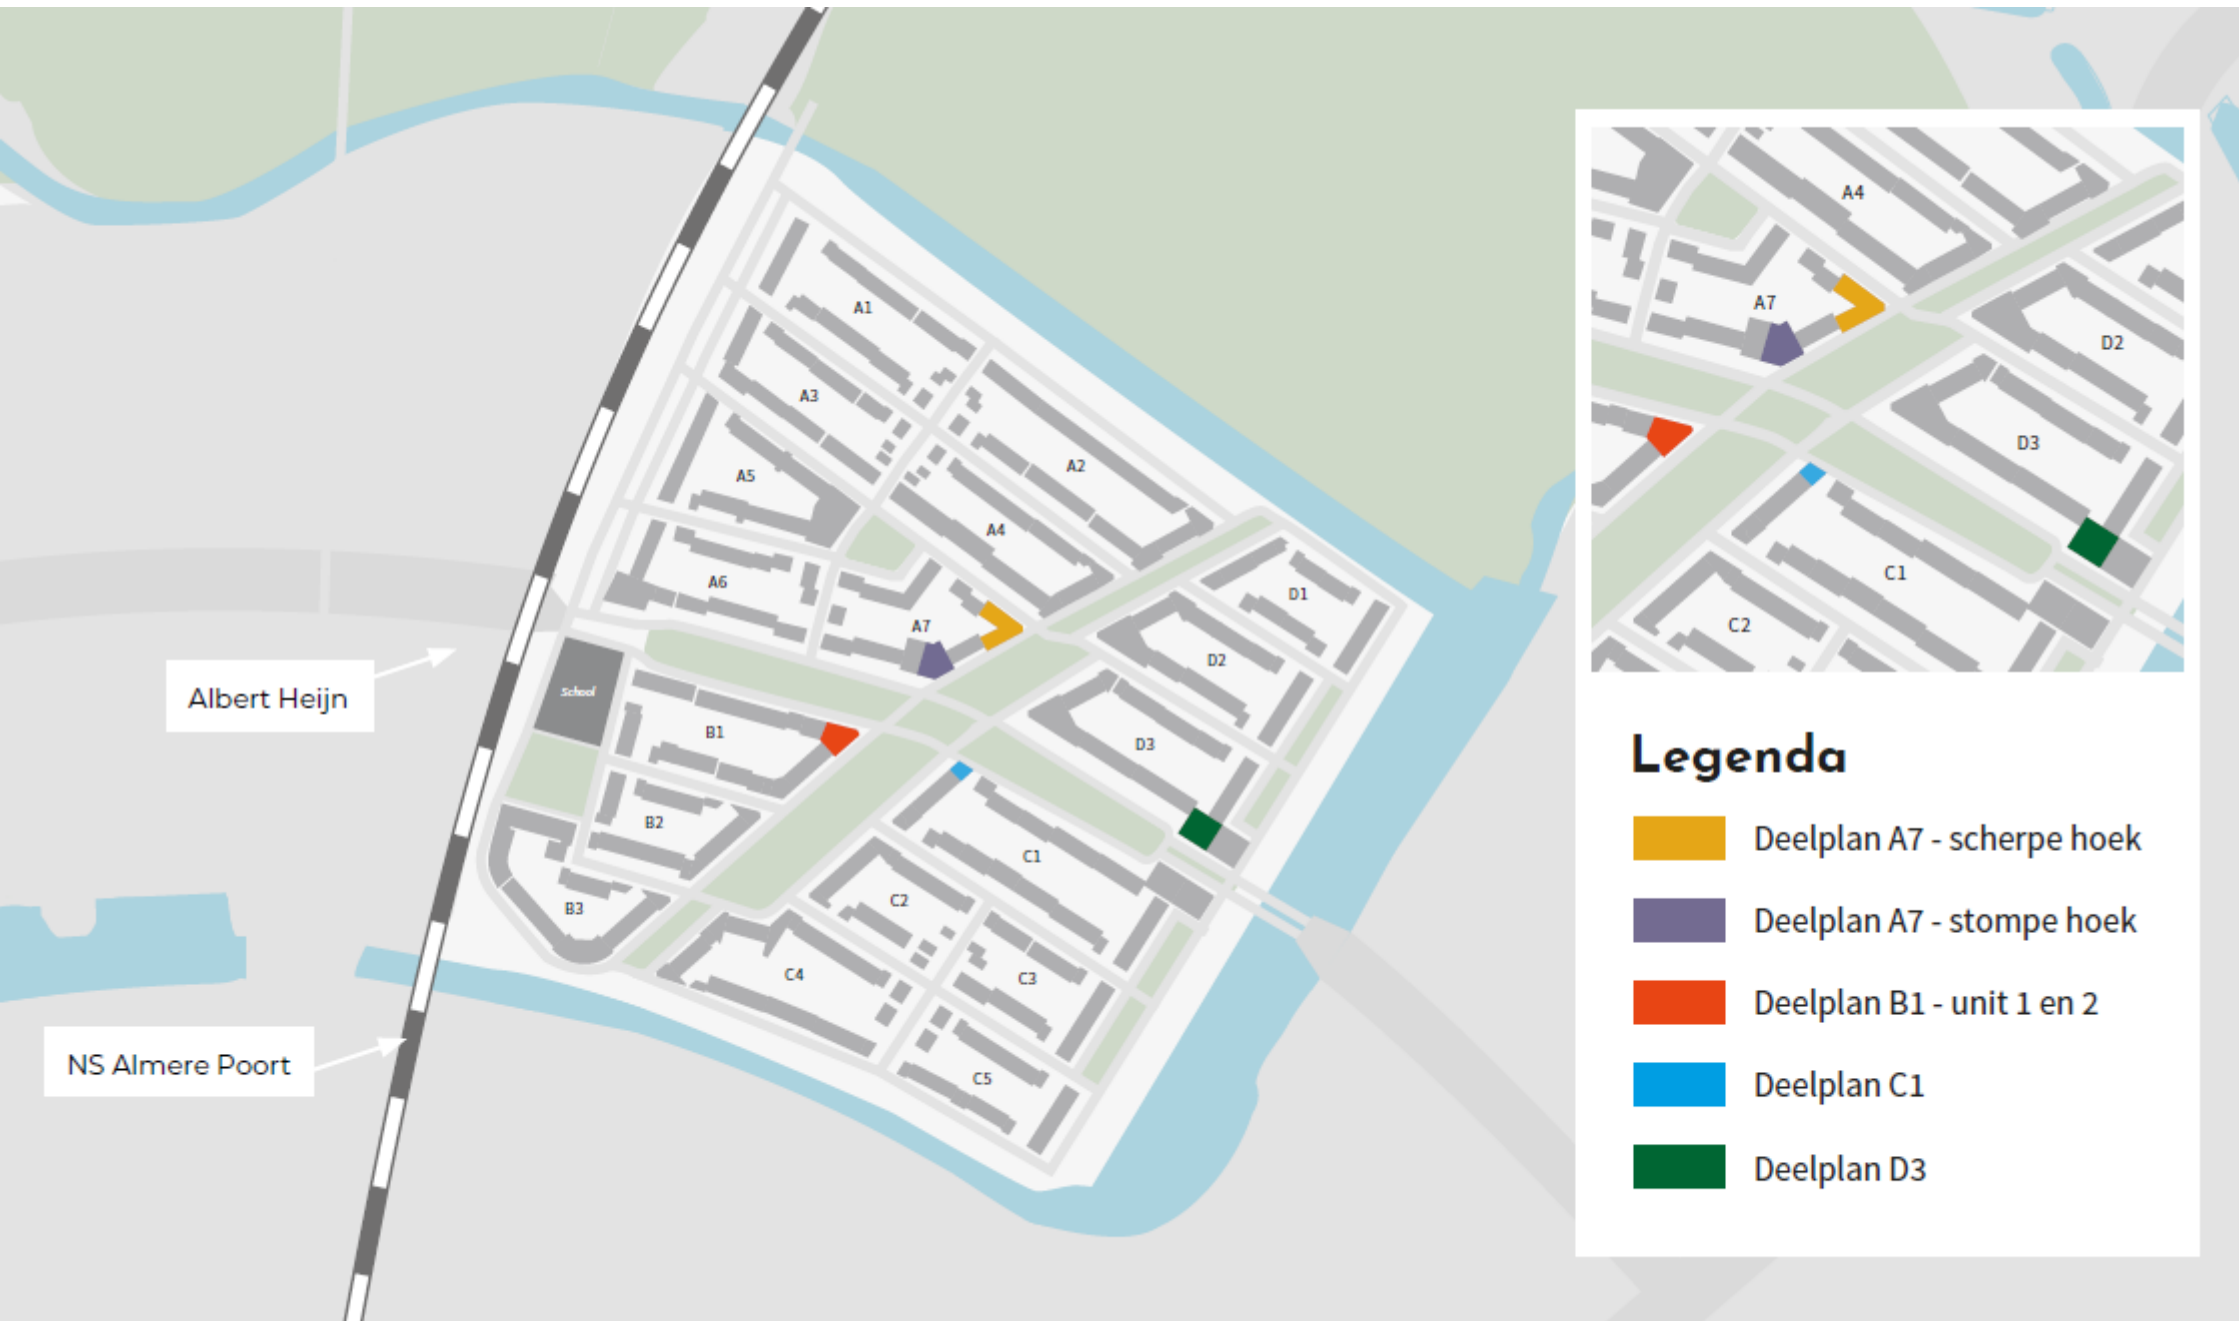 A1
A3
A2
A5
A4
A6
A7
D1
D2
D3
School
B1
B2
B3
C1
C2
C3
C4
C5
Albert Heijn
NS Almere Poort
A4
A7
D2
D3
C1
C2
Legenda
Deelplan A7 - scherpe hoek
Deelplan A7 - stompe hoek
Deelplan B1 - unit 1 en 2
Deelplan C1
Deelplan D3